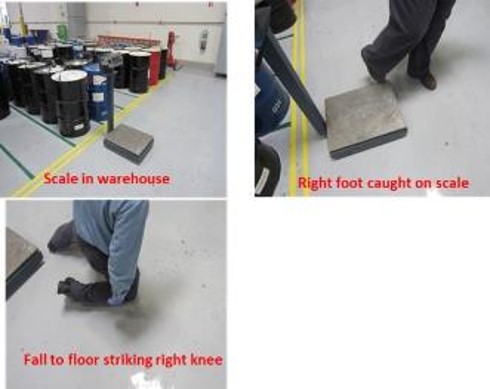 Scale in warehouse
Right foot caught on scale
Fall to floor striking right knee